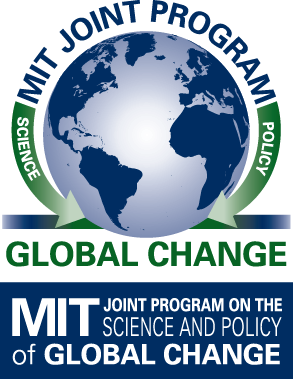 MIT JOINT PROGRAM
SCIENCE
POLICY
GLOBAL CHANGE
MIT JOINT PROGRAM ON THE
SCIENCE AND POLICY
of GLOBAL CHANGE